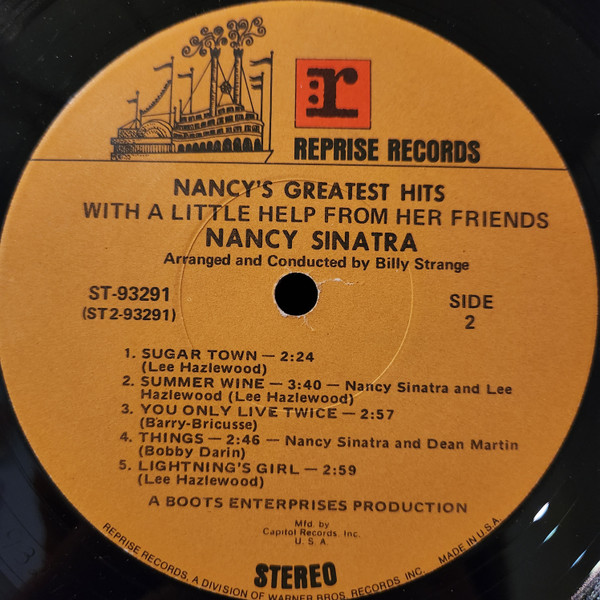 r:
REPRISE RECORDS
NANCY'S GREATEST HITS
WITH A LITTLE HELP FROM HER FRIENDS
NANCY SINATRA
Arranged and Conducted by Billy Strange
ST-93291
(ST2-93291)
SIDE
2
1. SUGAR TOWN — 2:24
(Lee Hazlewood)
2. SUMMER WINE — 3:40 — Nancy Sinatra and Lee
Hazlewood (Lee Hazlewood)
3. YOU ONLY LIVE TWICE — 2:57
(Barry-Bricusse)
4. THINGS — 2:46 — Nancy Sinatra and Dean Martin
(Bobby Darin)
5. LIGHTNING'S GIRL — 2:59
(Lee Hazlewood)
A BOOTS ENTERPRISES PRODUCTION
Mfd. by
Capitol Records, Inc.
U. S. A.
STEREO
REPRISE RECORDS, A DIVISION OF WARNER BROS. RECORDS INC. MADE IN U.S.A.